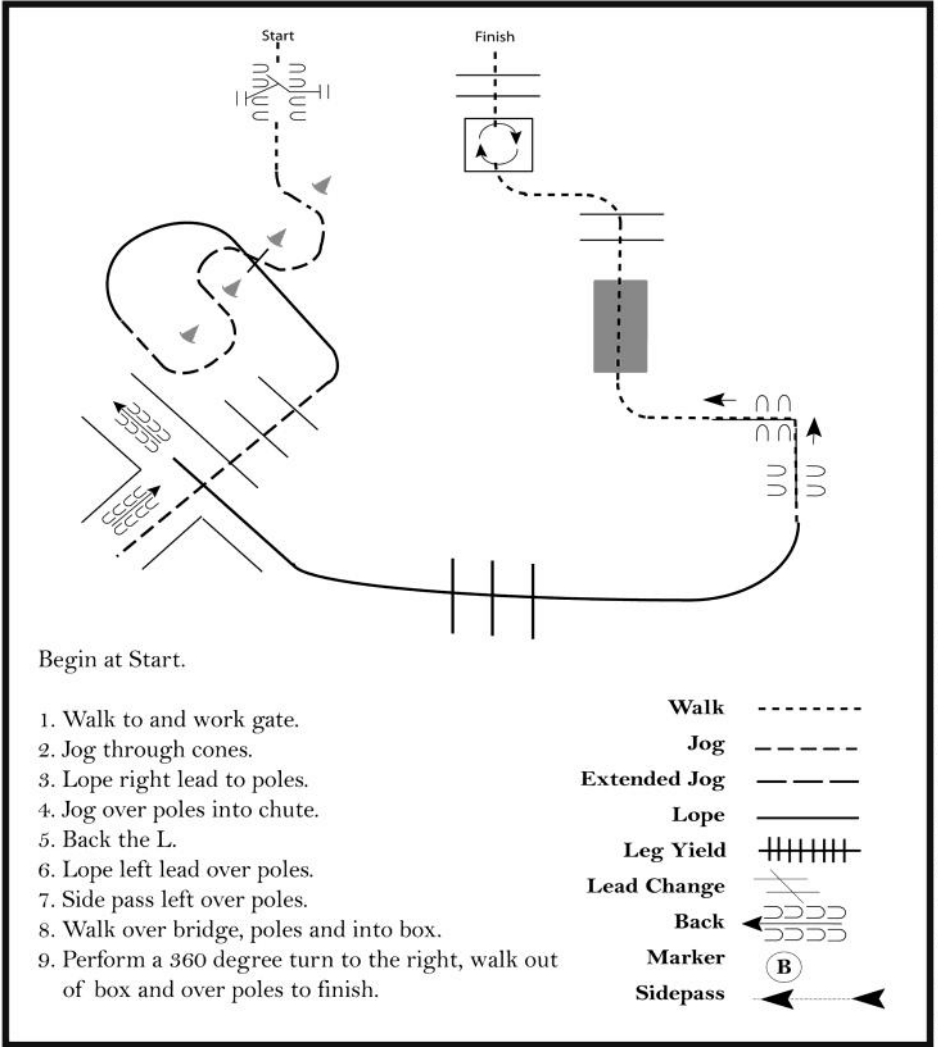 Start
Finish
Begin at Start.
1. Walk to and work gate.
2. Jog through cones.
3. Lope right lead to poles.
4. Jog over poles into chute.
5. Back the L.
6. Lope left lead over poles.
7. Side pass left over poles.
8. Walk over bridge, poles and into box.
9. Perform a 360 degree turn to the right, walk out
of box and over poles to finish.
Walk
Jog
Extended Jog
Lope
Leg Yield
Lead Change
Back
Marker
B
Sidepass